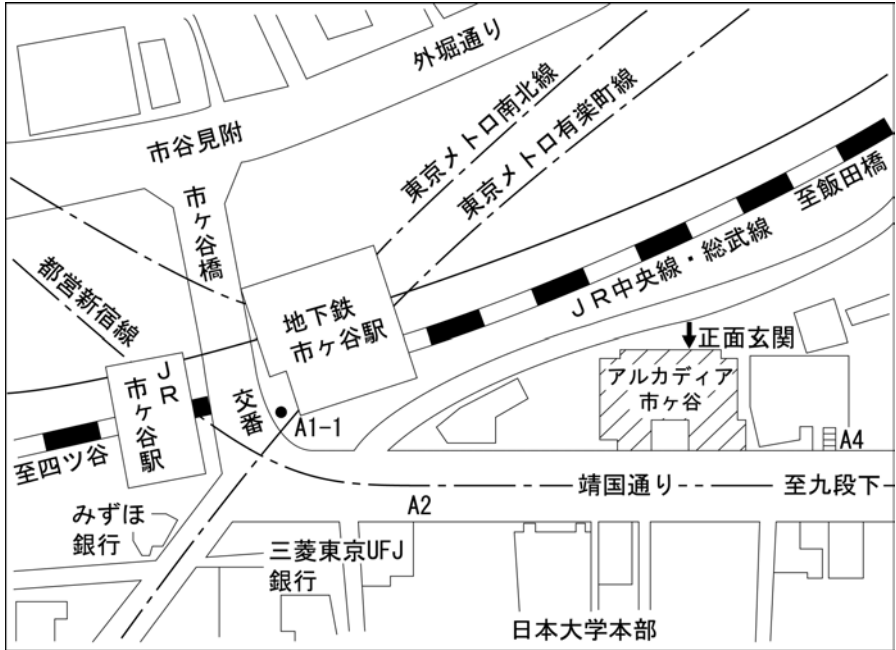 外堀通り
市谷見附
東京メトロ南北線
東京メトロ有楽町線
市ヶ谷橋
至飯田橋
JR中央線・総武線
都営新宿線
地下鉄
市ヶ谷駅
正面玄関
アルカディア
市ヶ谷
JR
市ヶ谷駅
交番
A1-1
A4
至四ツ谷
靖国通り
至九段下
A2
みずほ
銀行
三菱東京UFJ
銀行
日本大学本部